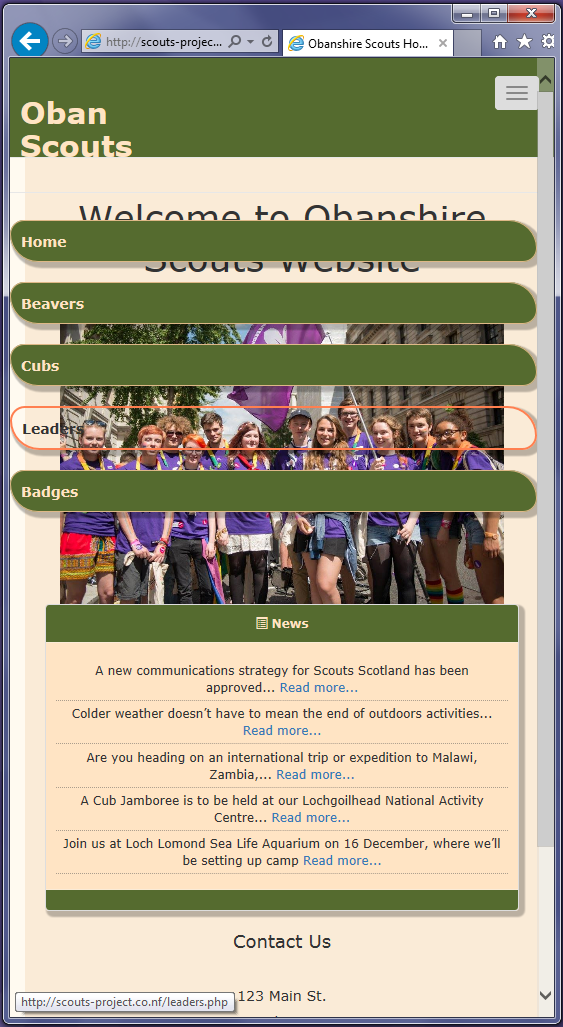 http://scouts-projec...
Obanshire Scouts Ho...
Oban
Scouts
Welcome to Obanshire
Scouts Website
Home
Beavers
Cubs
Leaders
Badges
News
A new communications strategy for Scouts Scotland has been
approved... Read more...
Colder weather doesn’t have to mean the end of outdoors activities...
Read more...
Are you heading on an international trip or expedition to Malawi,
Zambia,... Read more...
A Cub Jamboree is to be held at our Lochgoilhead National Activity
Centre... Read more...
Join us at Loch Lomond Sea Life Aquarium on 16 December, where we’ll
be setting up camp Read more...
Contact Us
123 Main St.
http://scouts-project.co.nf/leaders.php